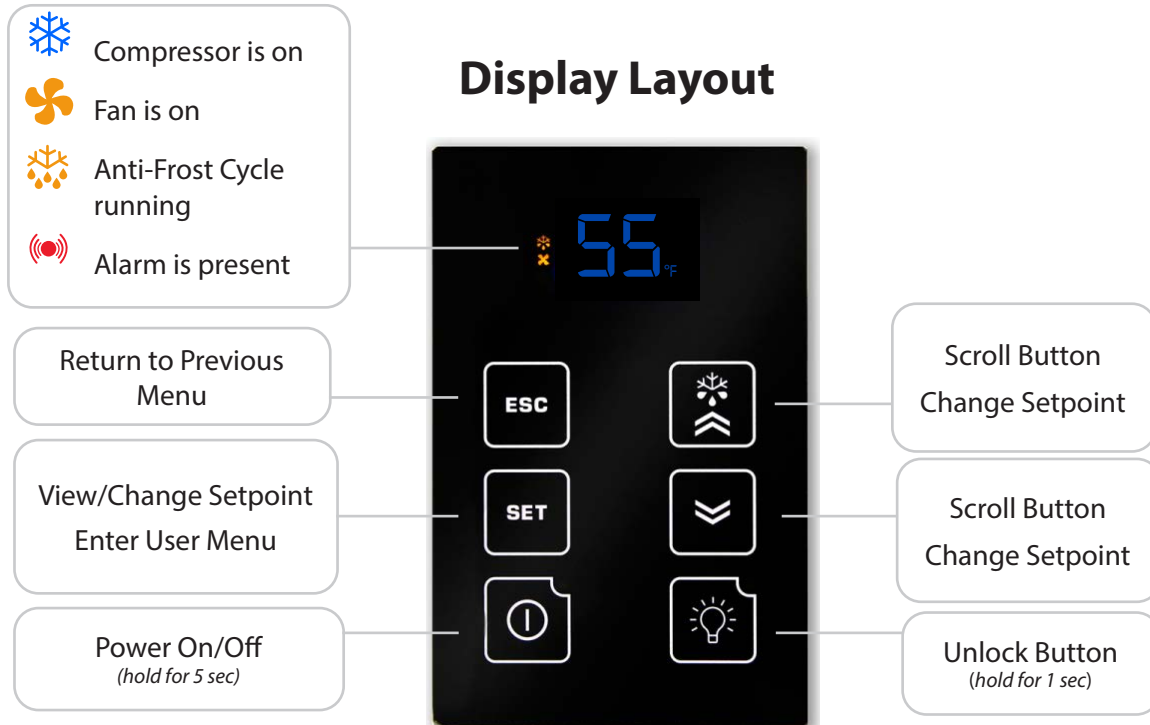 Compressor is on
Fan is on
Anti-Frost Cycle
running
Alarm is present
Display Layout
55 °F
Return to Previous
Menu
ESC
Scroll Button
Change Setpoint
View/Change Setpoint
Enter User Menu
SET
Scroll Button
Change Setpoint
Power On/Off
(hold for 5 sec)
Unlock Button
(hold for 1 sec)